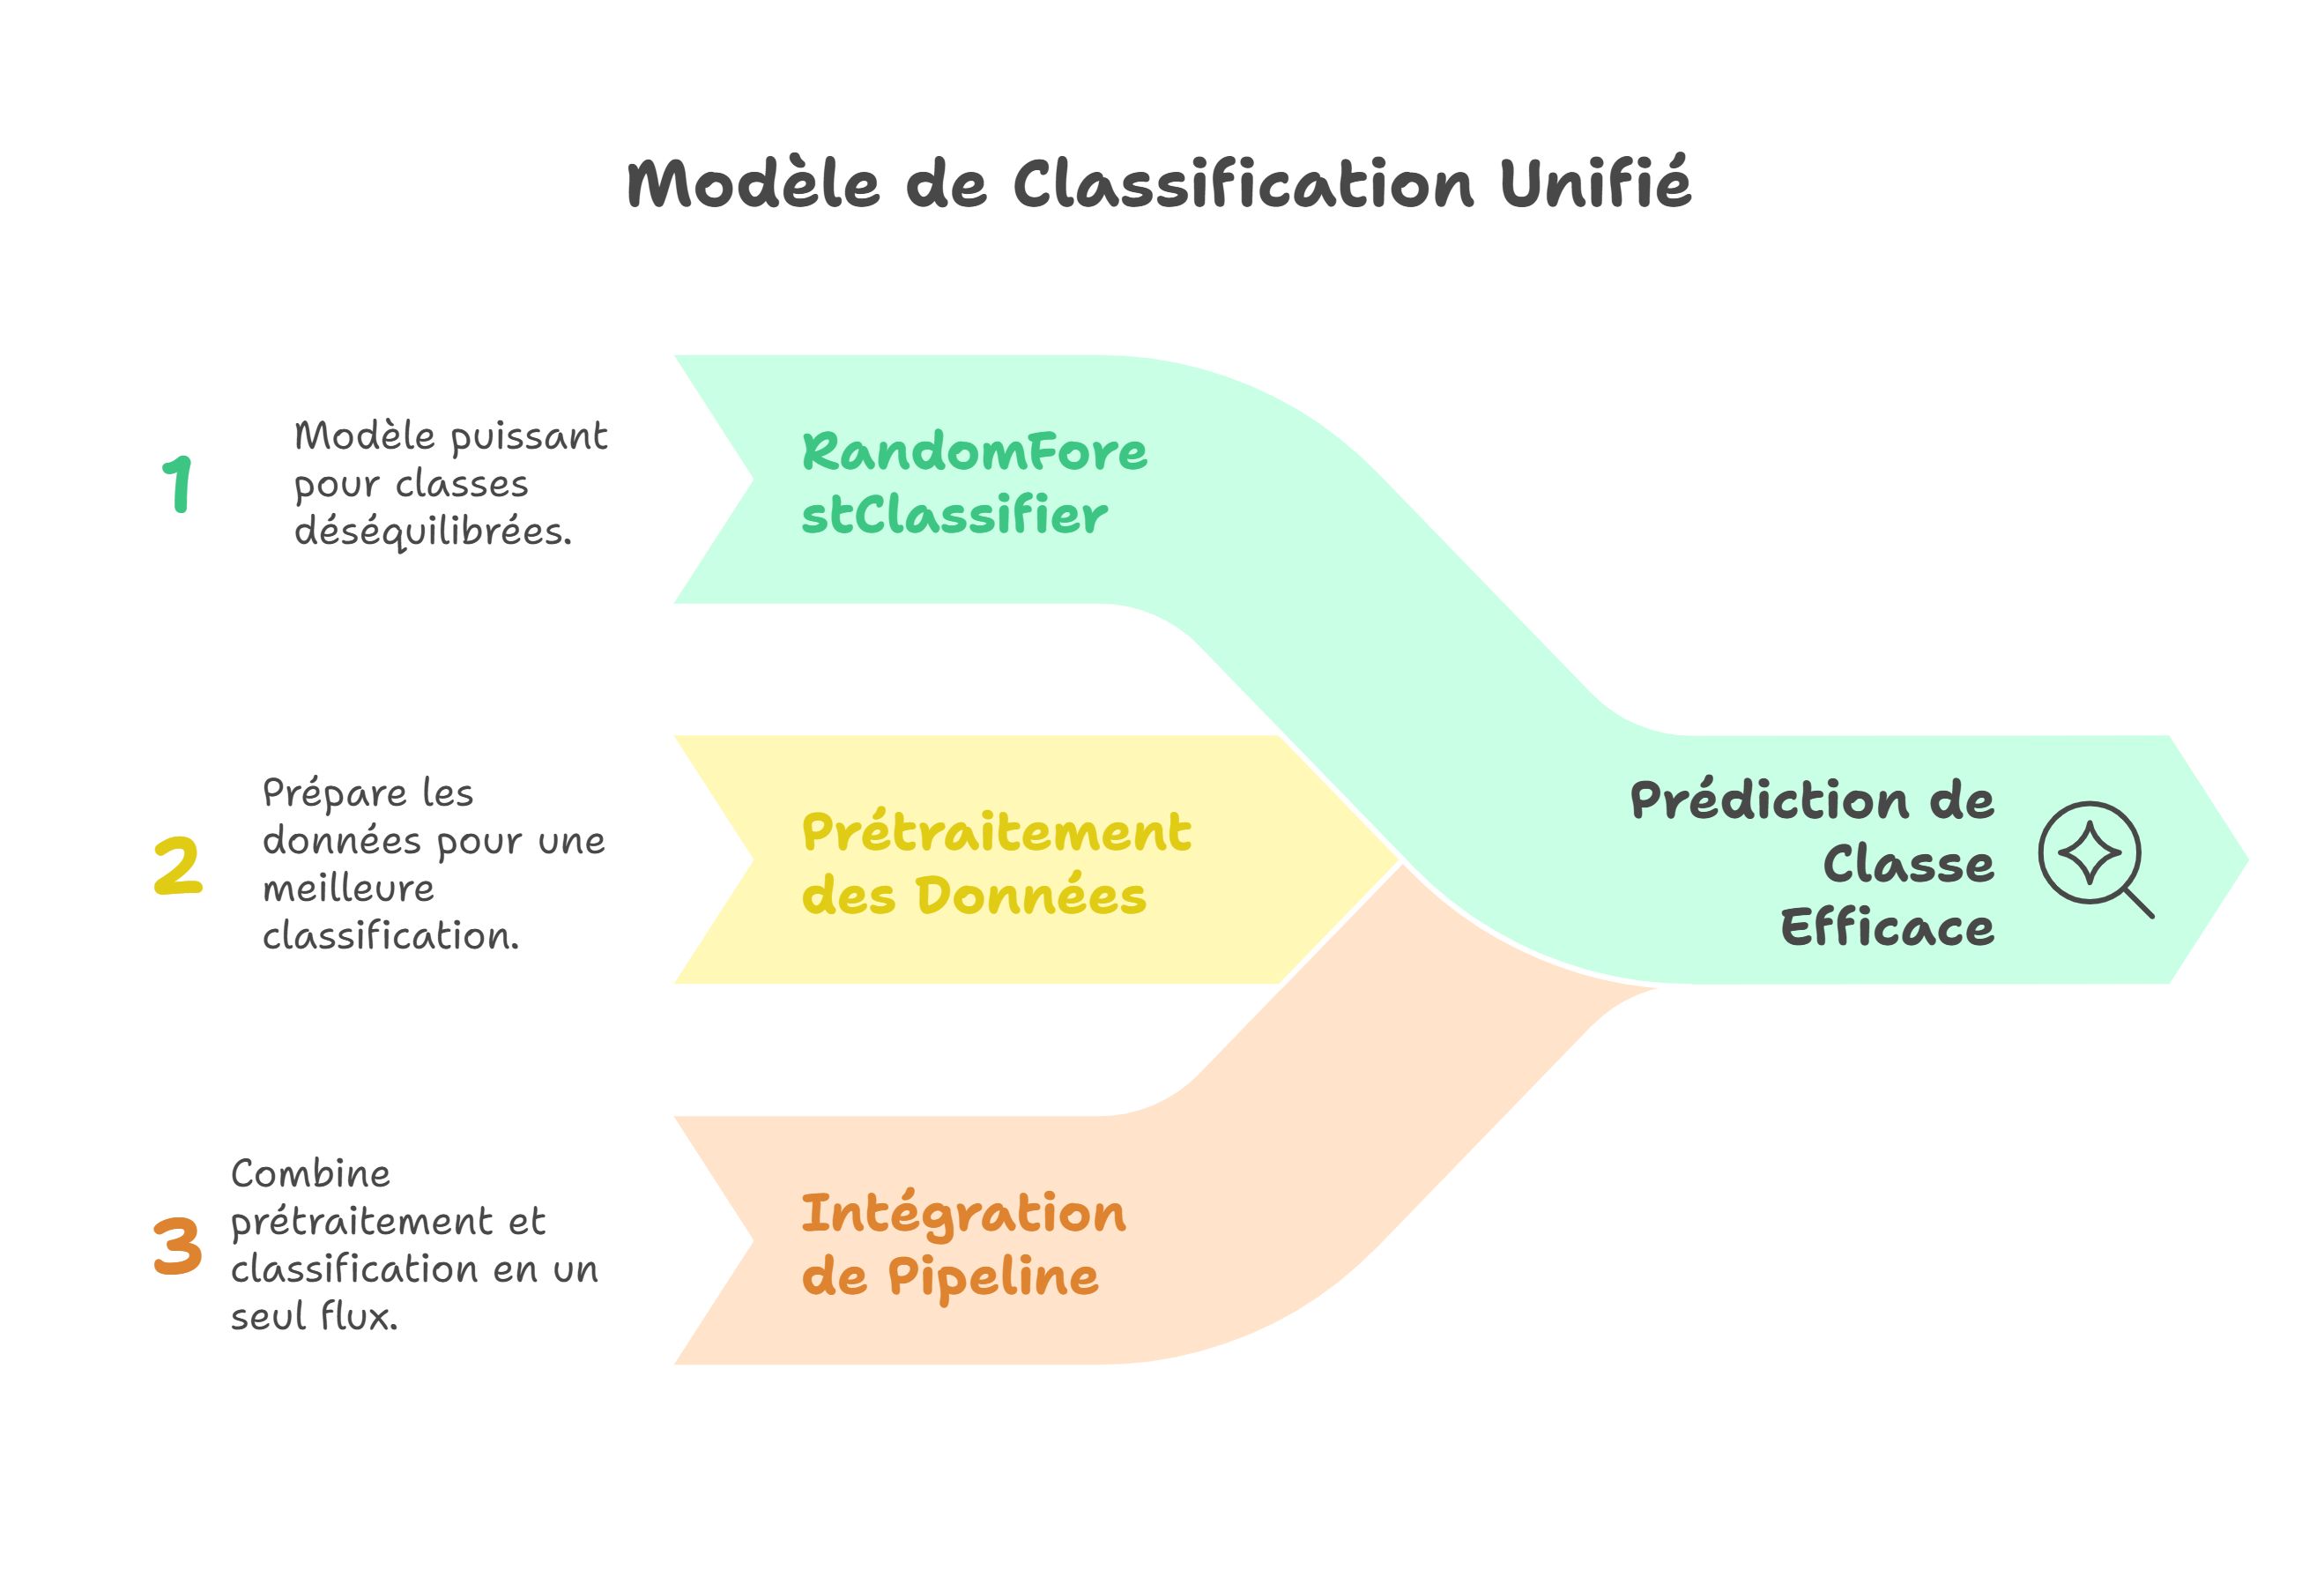 Modèle de Classification Unifié
1
Modèle puissant
pour classes
déséquilibrées.
RandomFore
stClassifier
2
Prépare les
données pour une
meilleure
classification.
Prétraitement
des Données
Prédiction de
Classe
Efficace
3
Combine
prétraitement et
classification en un
seul flux.
Intégration
de Pipeline